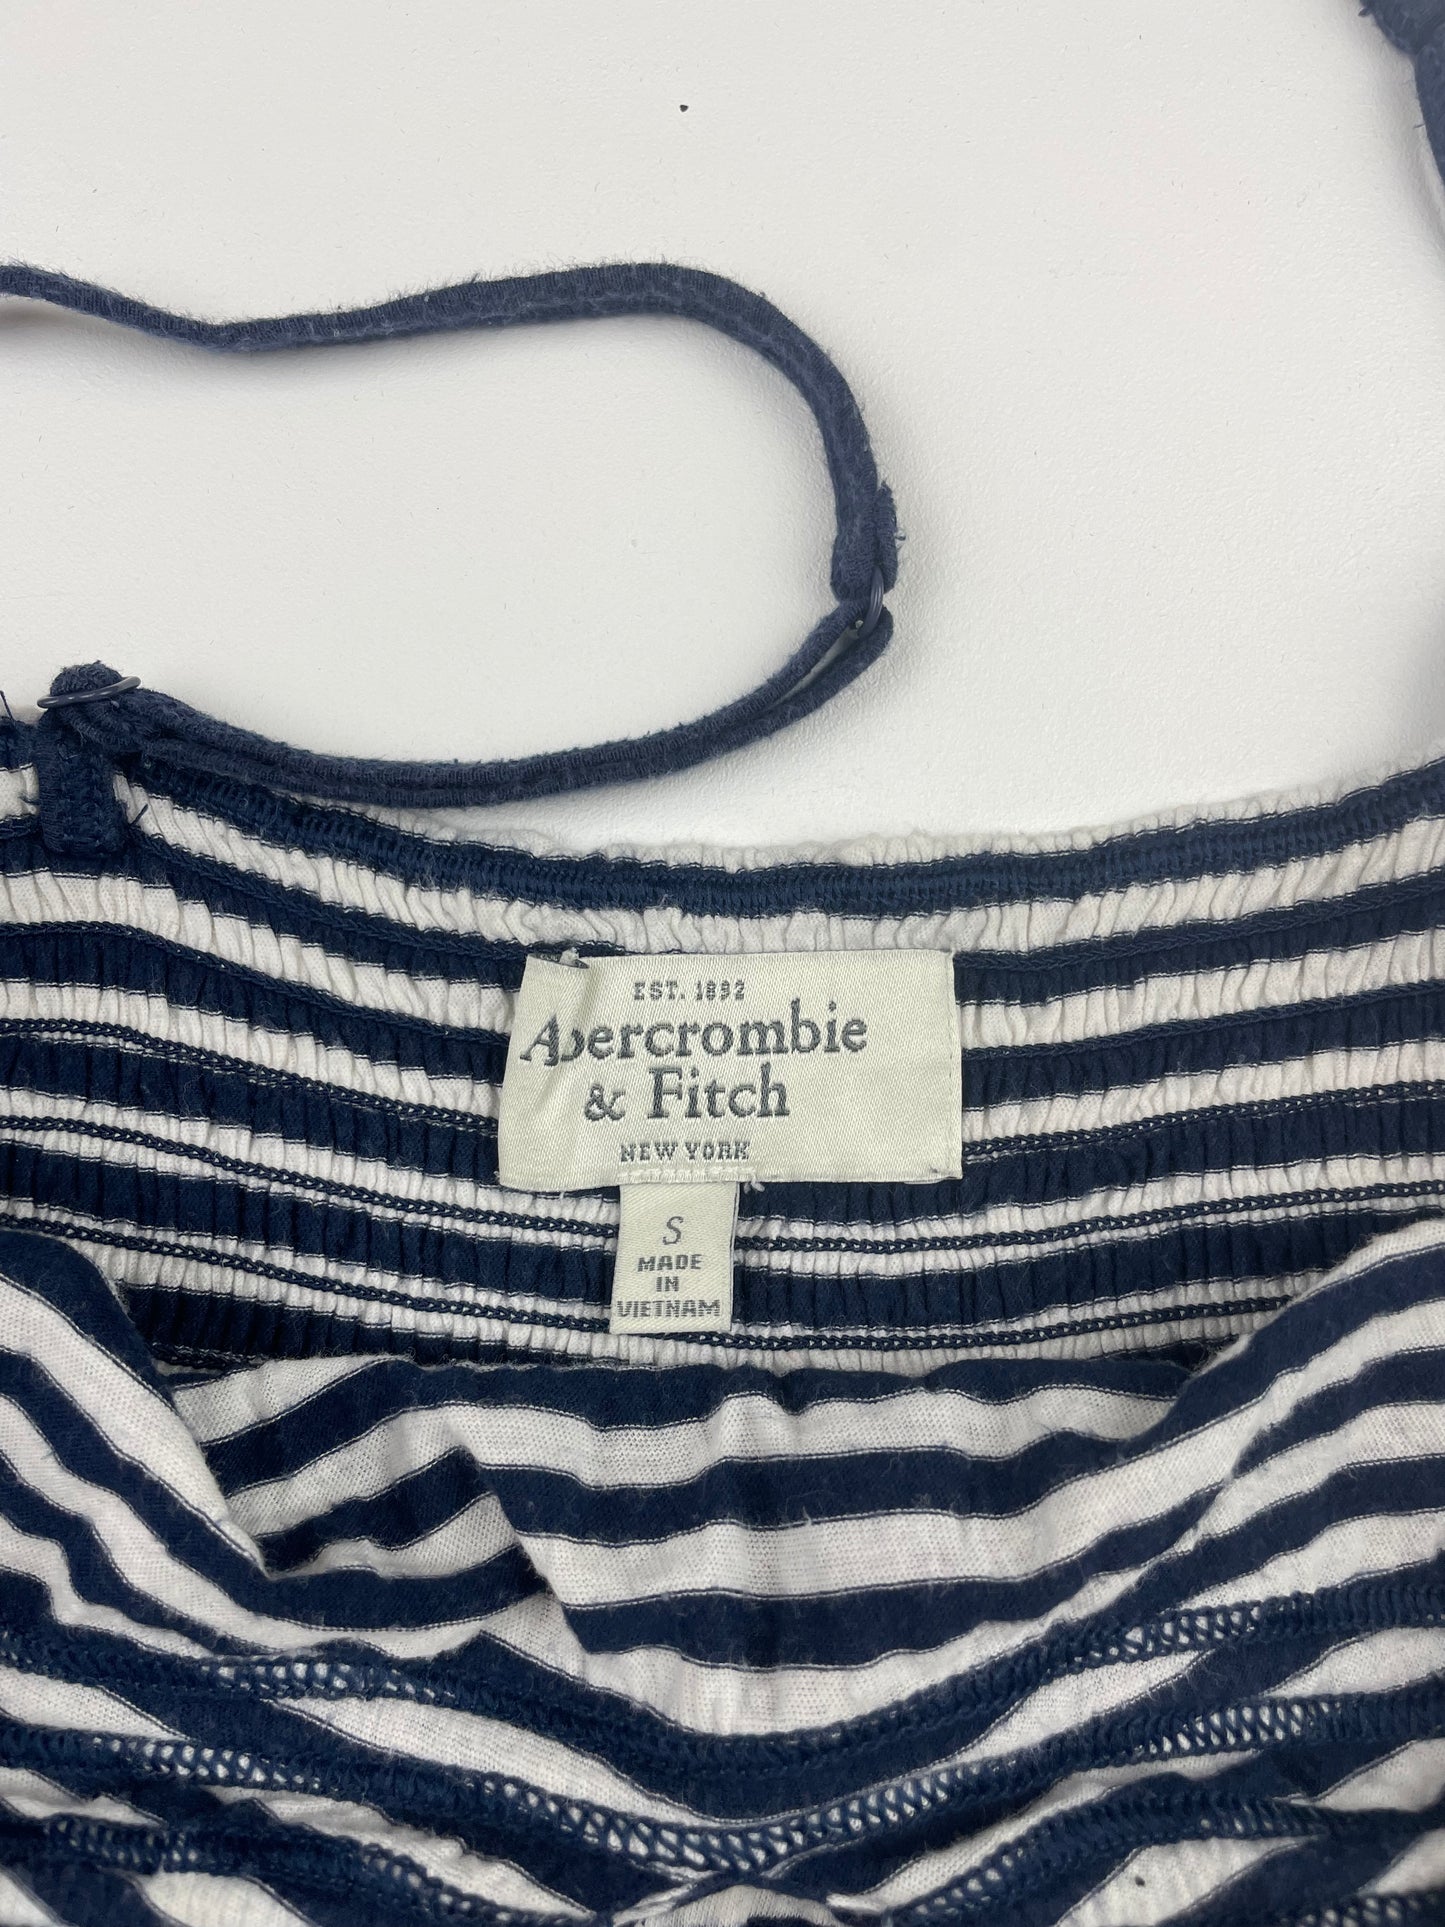 EST. 1892
Abercrombie
& Fitch
NEW YORK
S
MADE
IN
VIETNAM